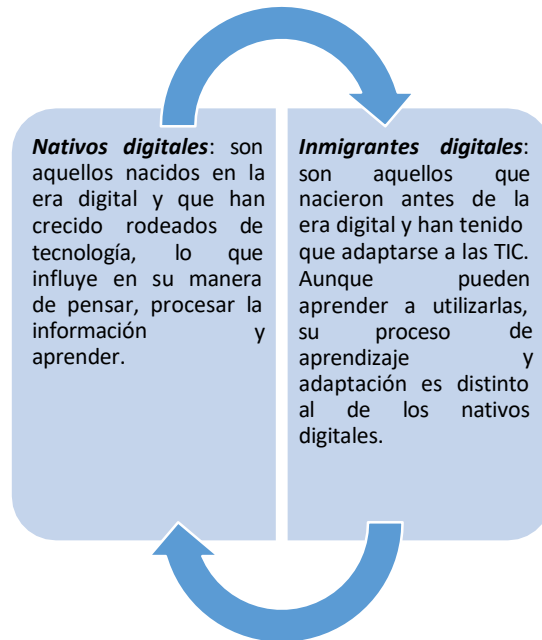 Nativos digitales: son
aquellos nacidos en la
era digital y que han
crecido rodeados de
tecnología, lo que
influye en su manera
de pensar, procesar la
información y
aprender.
Inmigrantes digitales:
son aquellos que
nacieron antes de la
era digital y han tenido
que adaptarse a las TIC.
Aunque pueden
aprender a utilizarlas,
su proceso de
aprendizaje y
adaptación es distinto
al de los nativos
digitales.